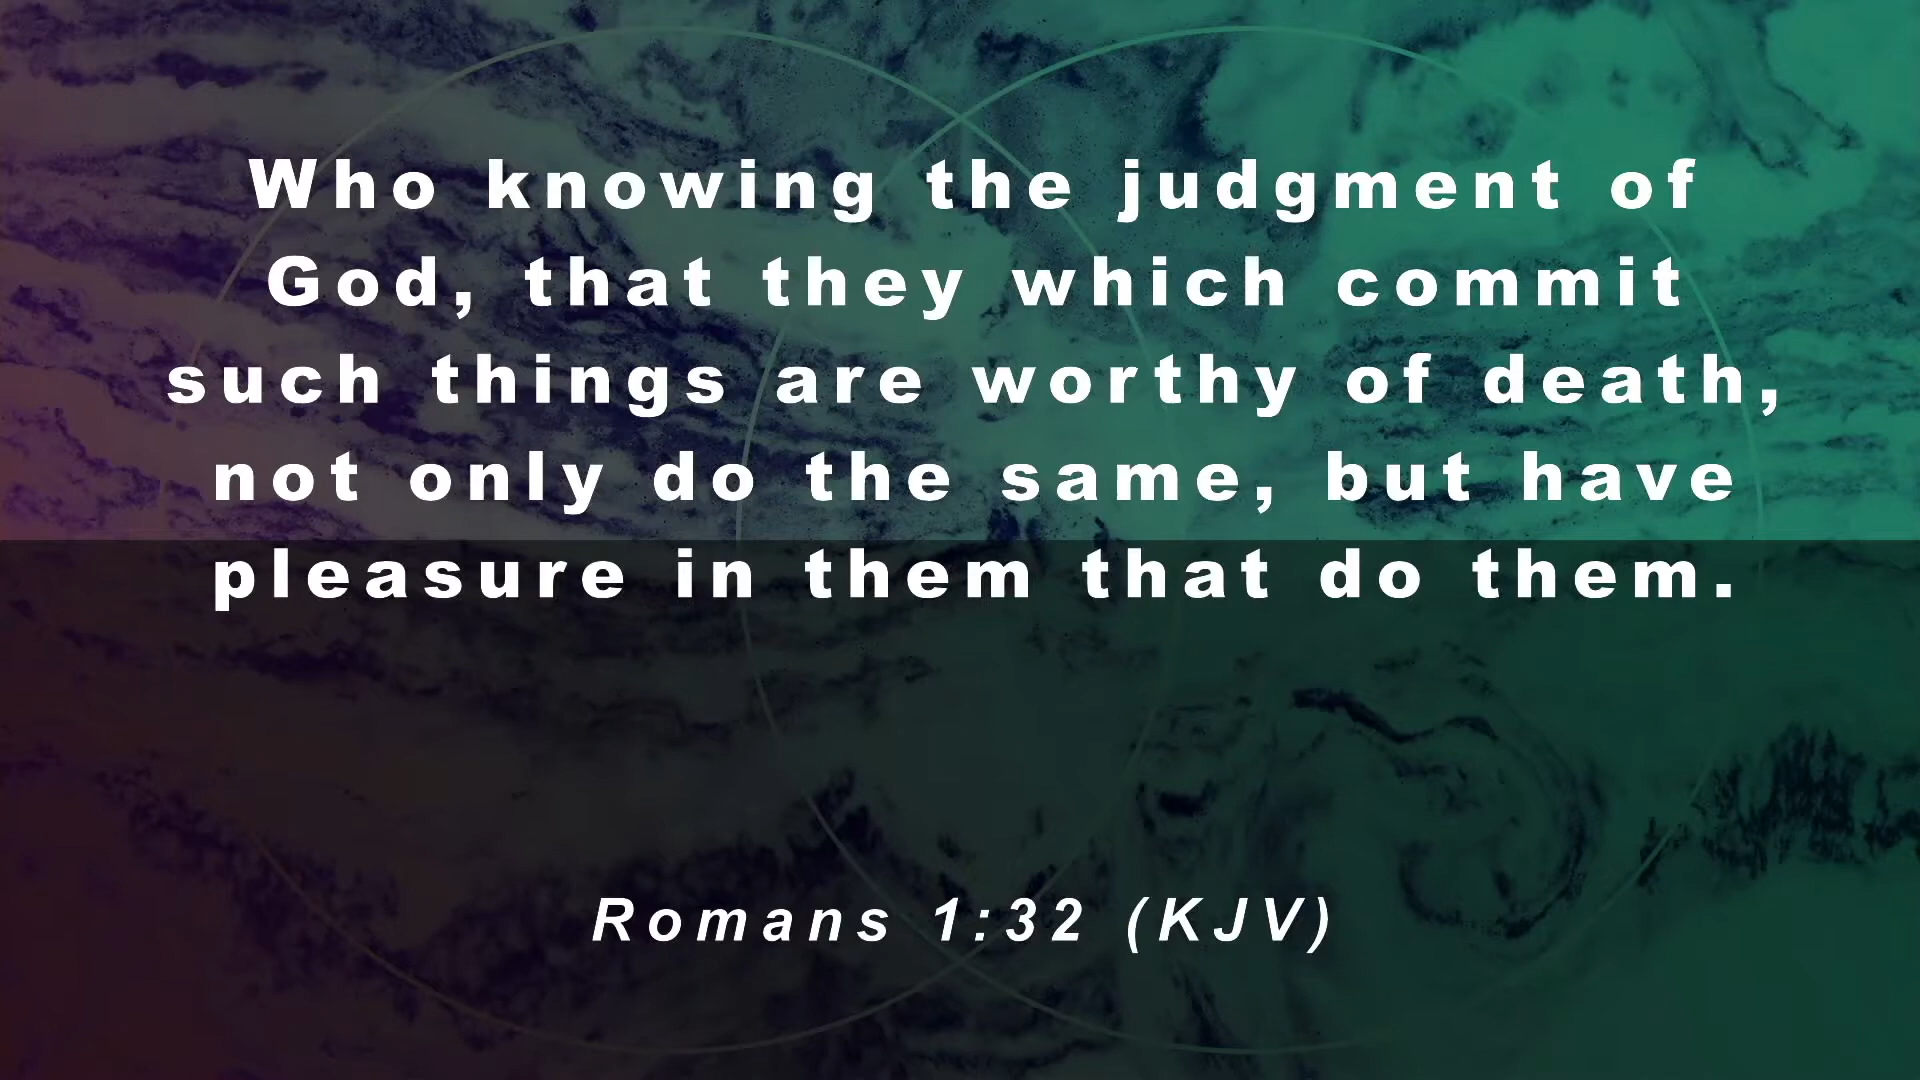 Who knowing the judgment of
God, that they which commit
such things are worthy of death,
not only do the same, but have
pleasure in them that do them.
Romans 1:32 (KJV)